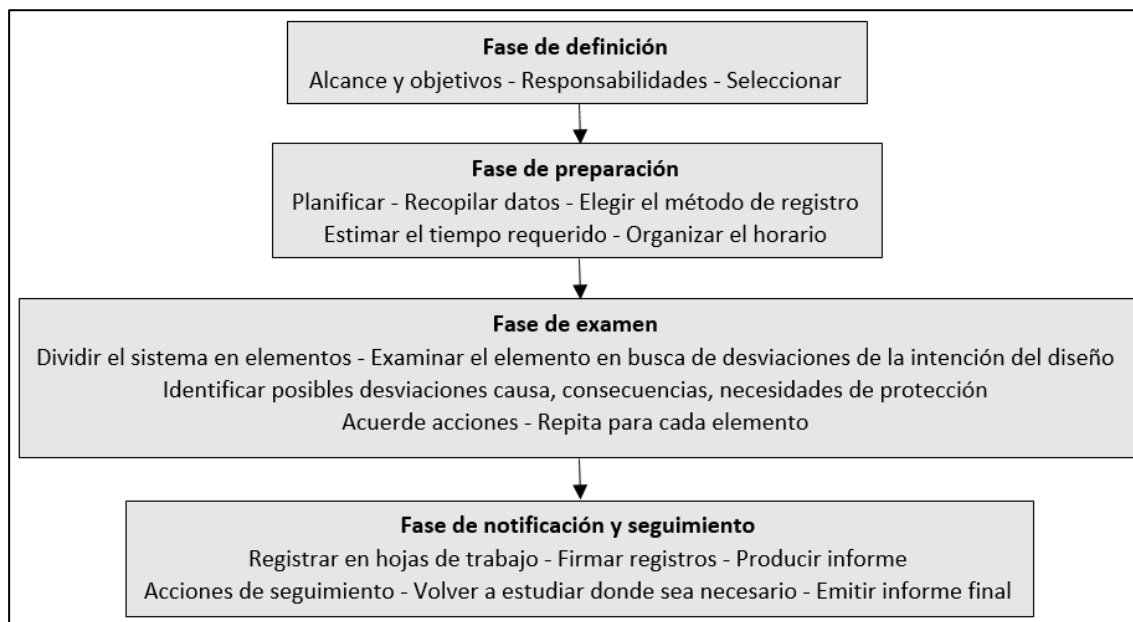 Fase de definición
Alcance y objetivos - Responsabilidades - Seleccionar
Fase de preparación
Planificar - Recopilar datos - Elegir el método de registro
Estimar el tiempo requerido - Organizar el horario
Fase de examen
Dividir el sistema en elementos - Examinar el elemento en busca de desviaciones de la intención del diseño
Identificar posibles desviaciones causa, consecuencias, necesidades de protección
Acuerde acciones - Repita para cada elemento
Fase de notificación y seguimiento
Registrar en hojas de trabajo - Firmar registros - Producir informe
Acciones de seguimiento - Volver a estudiar donde sea necesario - Emitir informe final